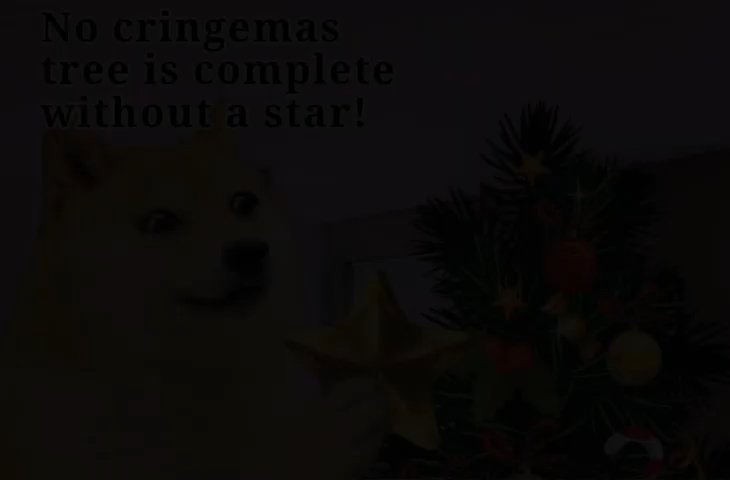 No cringemas
tree is complete
without a star!